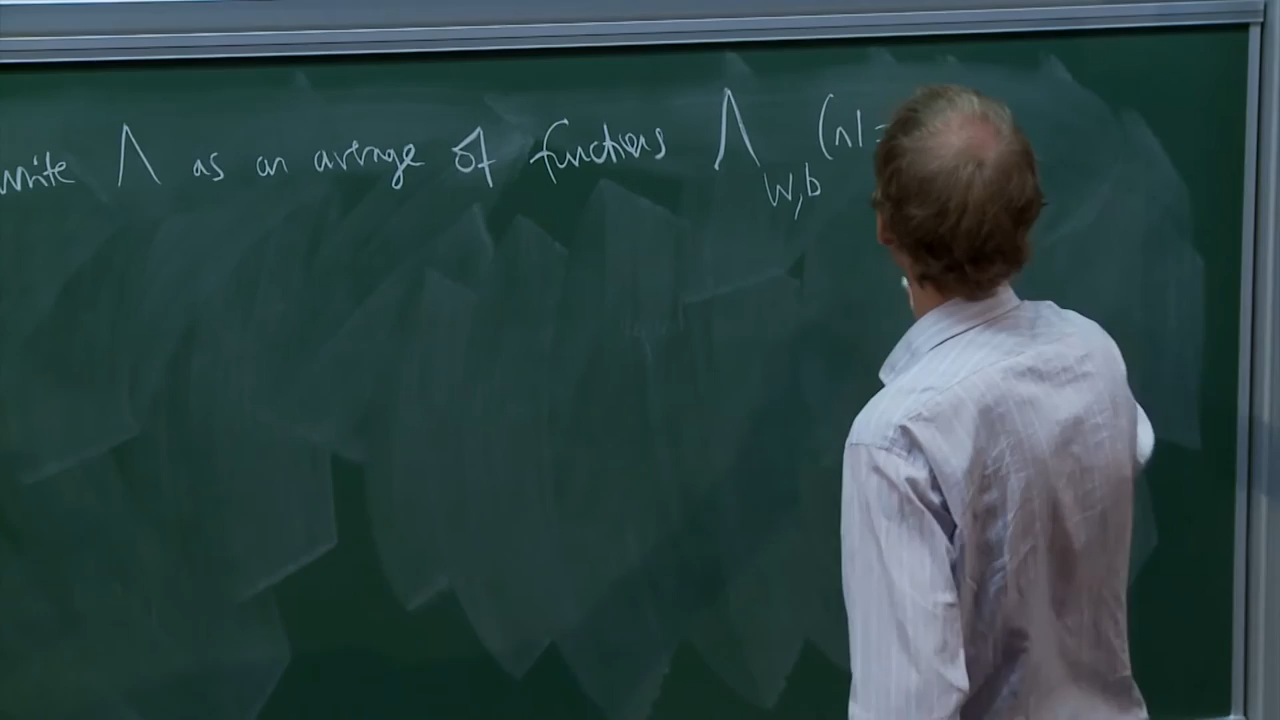 write Λ as an average of functions Λ_{W,b} (n) =